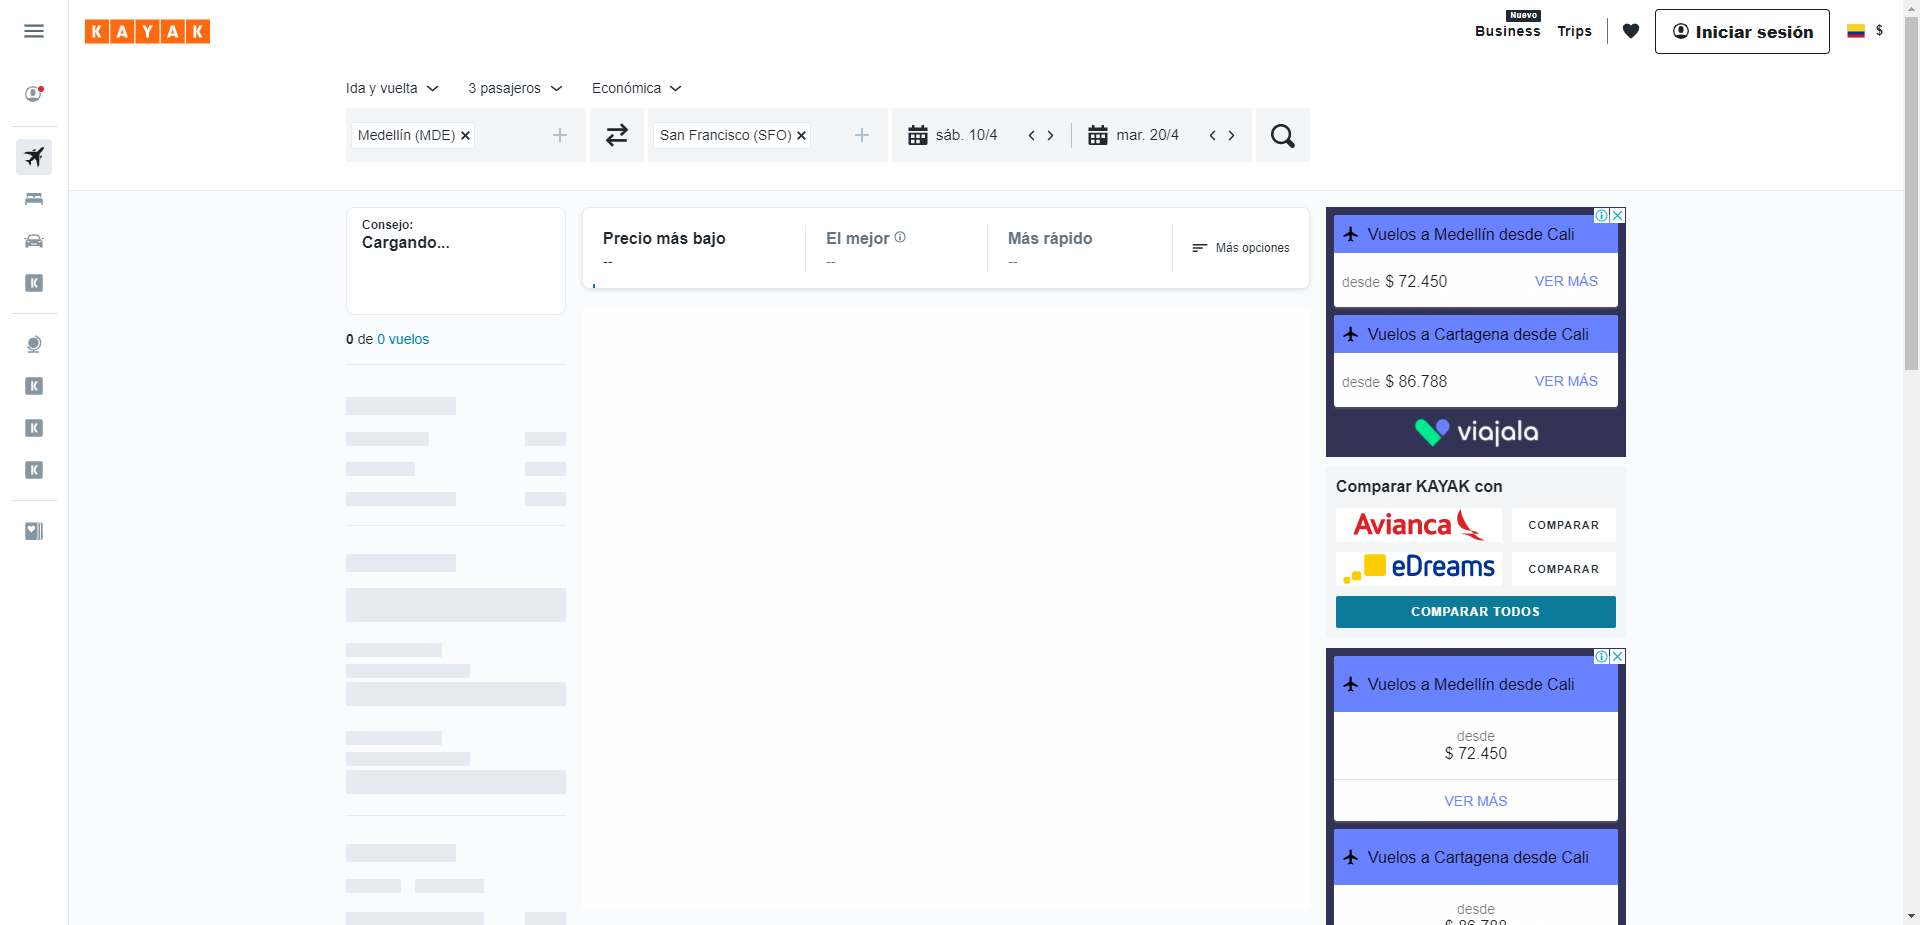 KAYAK
Nuevo
Business
Trips
Iniciar sesión
$
Ida y vuelta
3 pasajeros
Económica
Medellín (MDE)
San Francisco (SFO)
sáb. 10/4
mar. 20/4
Consejo:
Cargando...
0 de 0 vuelos
Precio más bajo
--
El mejor
--
Más rápido
--
Más opciones
Vuelos a Medellín desde Cali
desde $ 72.450
VER MÁS
Vuelos a Cartagena desde Cali
desde $ 86.788
VER MÁS
viajala
Comparar KAYAK con
Avianca
COMPARAR
eDreams
COMPARAR
COMPARAR TODOS
Vuelos a Medellín desde Cali
desde
$ 72.450
VER MÁS
Vuelos a Cartagena desde Cali
desde
$ 86.788
K
K
K
K